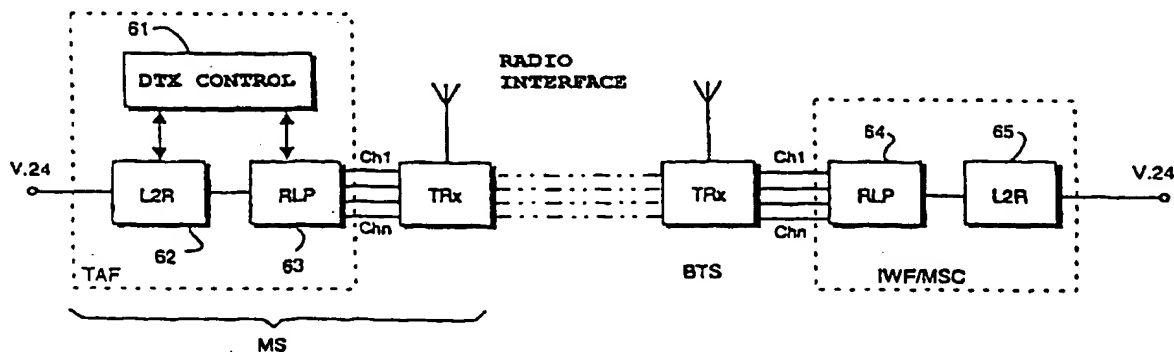 61
DTX CONTROL
RADIO
INTERFACE
V.24
L2R
RLP
Ch1
Chn
TRx
TRx
Ch1
Chn
64
65
RLP
L2R
V.24
62
63
TAF
BTS
IWF/MSC
MS